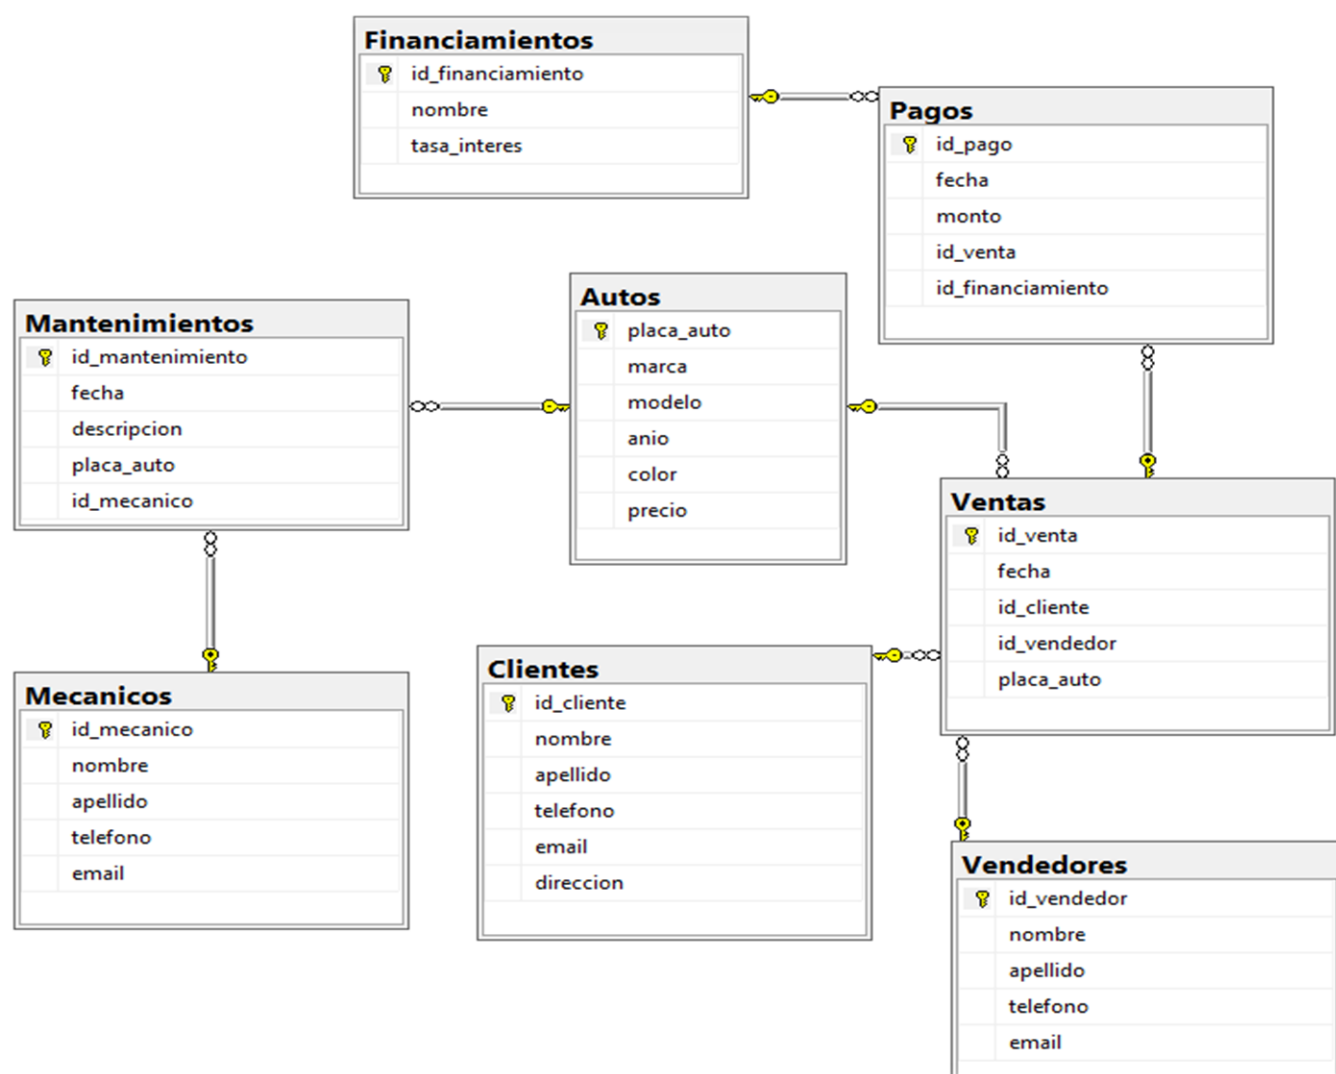 Financiamientos
id_financiamiento
nombre
tasa_interes
Pagos
id_pago
fecha
monto
id_venta
id_financiamiento
Mantenimientos
id_mantenimiento
fecha
descripcion
placa_auto
id_mecanico
Autos
placa_auto
marca
modelo
anio
color
precio
Ventas
id_venta
fecha
id_cliente
id_vendedor
placa_auto
Mecanicos
id_mecanico
nombre
apellido
telefono
email
Clientes
id_cliente
nombre
apellido
telefono
email
direccion
Vendedores
id_vendedor
nombre
apellido
telefono
email